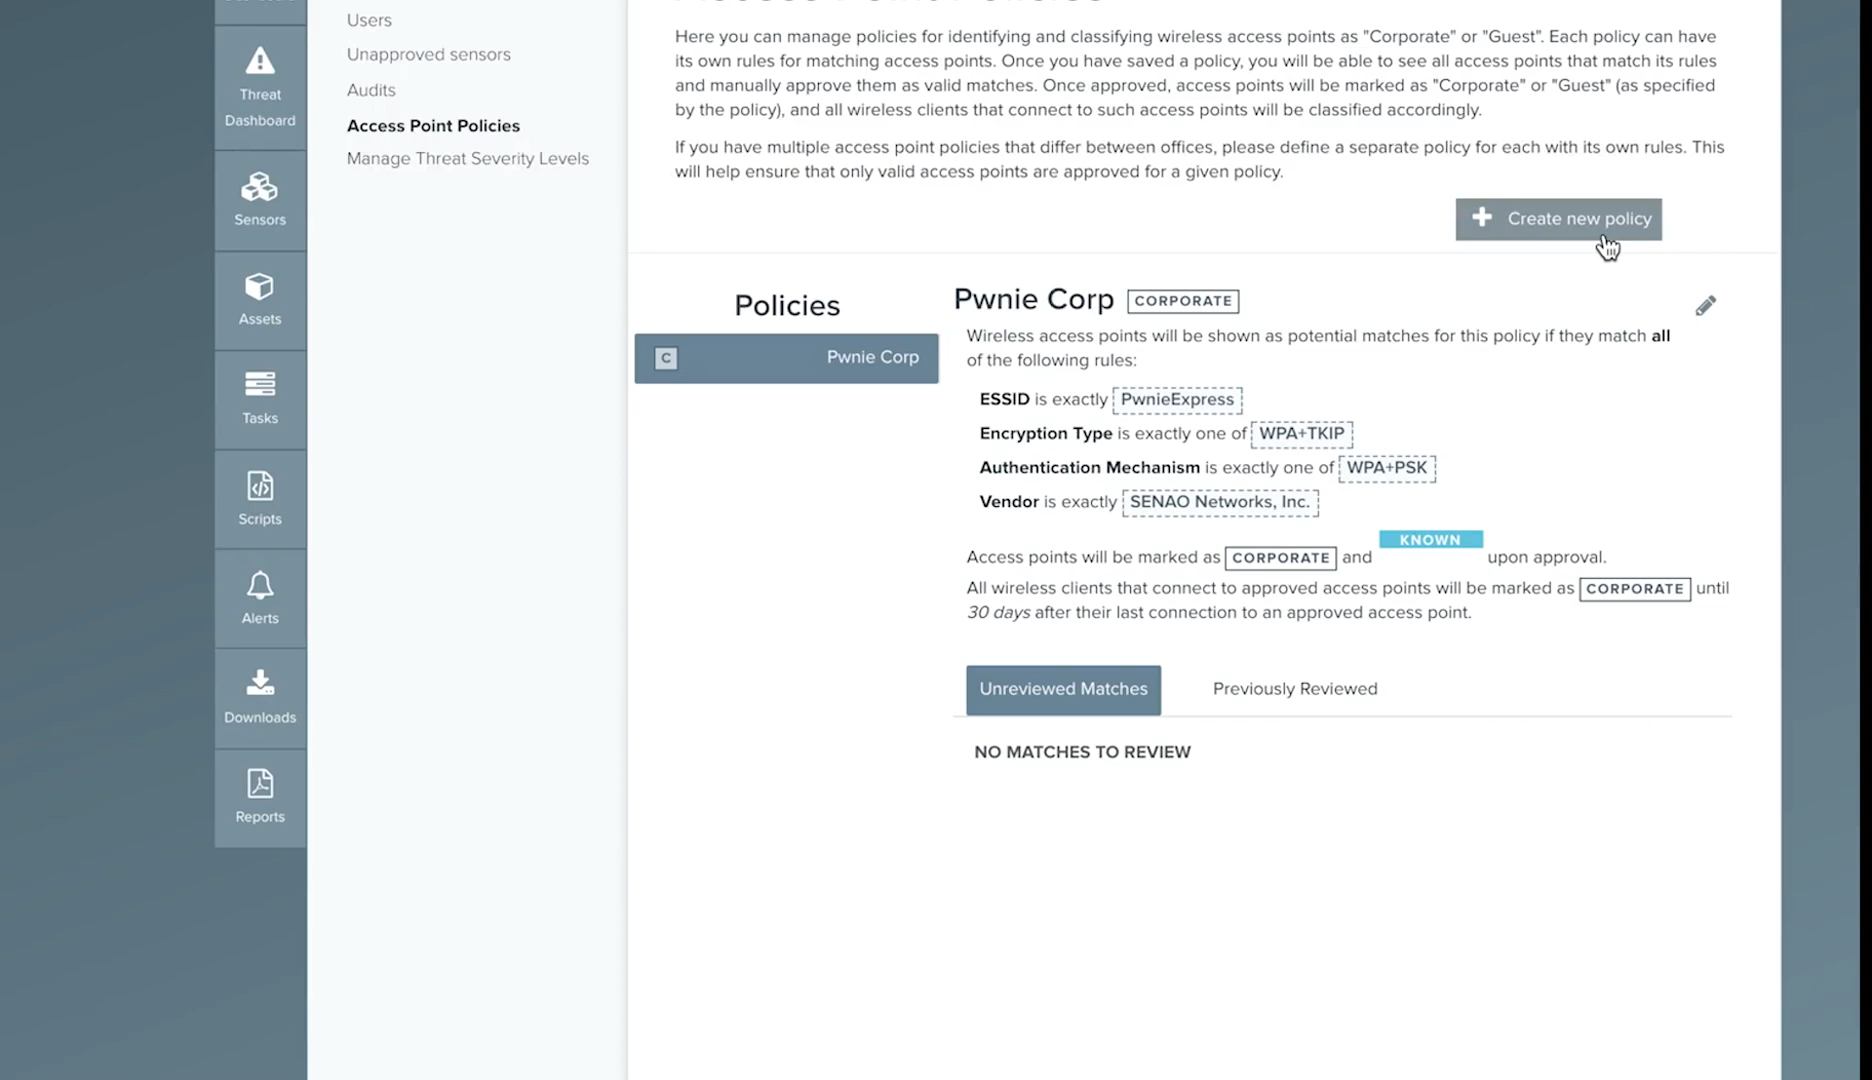 Threat
Dashboard
Sensors
Assets
Tasks
Scripts
Alerts
Downloads
Reports
Users
Unapproved sensors
Audits
Access Point Policies
Manage Threat Severity Levels
Access Point Policies
Here you can manage policies for identifying and classifying wireless access points as "Corporate" or "Guest". Each policy can have
its own rules for matching access points. Once you have saved a policy, you will be able to see all access points that match its rules
and manually approve them as valid matches. Once approved, access points will be marked as "Corporate" or "Guest" (as specified
by the policy), and all wireless clients that connect to such access points will be classified accordingly.
If you have multiple access point policies that differ between offices, please define a separate policy for each with its own rules. This
will help ensure that only valid access points are approved for a given policy.
Create new policy
Policies
C Pwnie Corp
Pwnie Corp CORPORATE
Wireless access points will be shown as potential matches for this policy if they match all
of the following rules:
ESSID is exactly PwnieExpress
Encryption Type is exactly one of WPA+TKIP
Authentication Mechanism is exactly one of WPA+PSK
Vendor is exactly SENAO Networks, Inc.
Access points will be marked as CORPORATE and KNOWN upon approval.
All wireless clients that connect to approved access points will be marked as CORPORATE until
30 days after their last connection to an approved access point.
Unreviewed Matches Previously Reviewed
NO MATCHES TO REVIEW